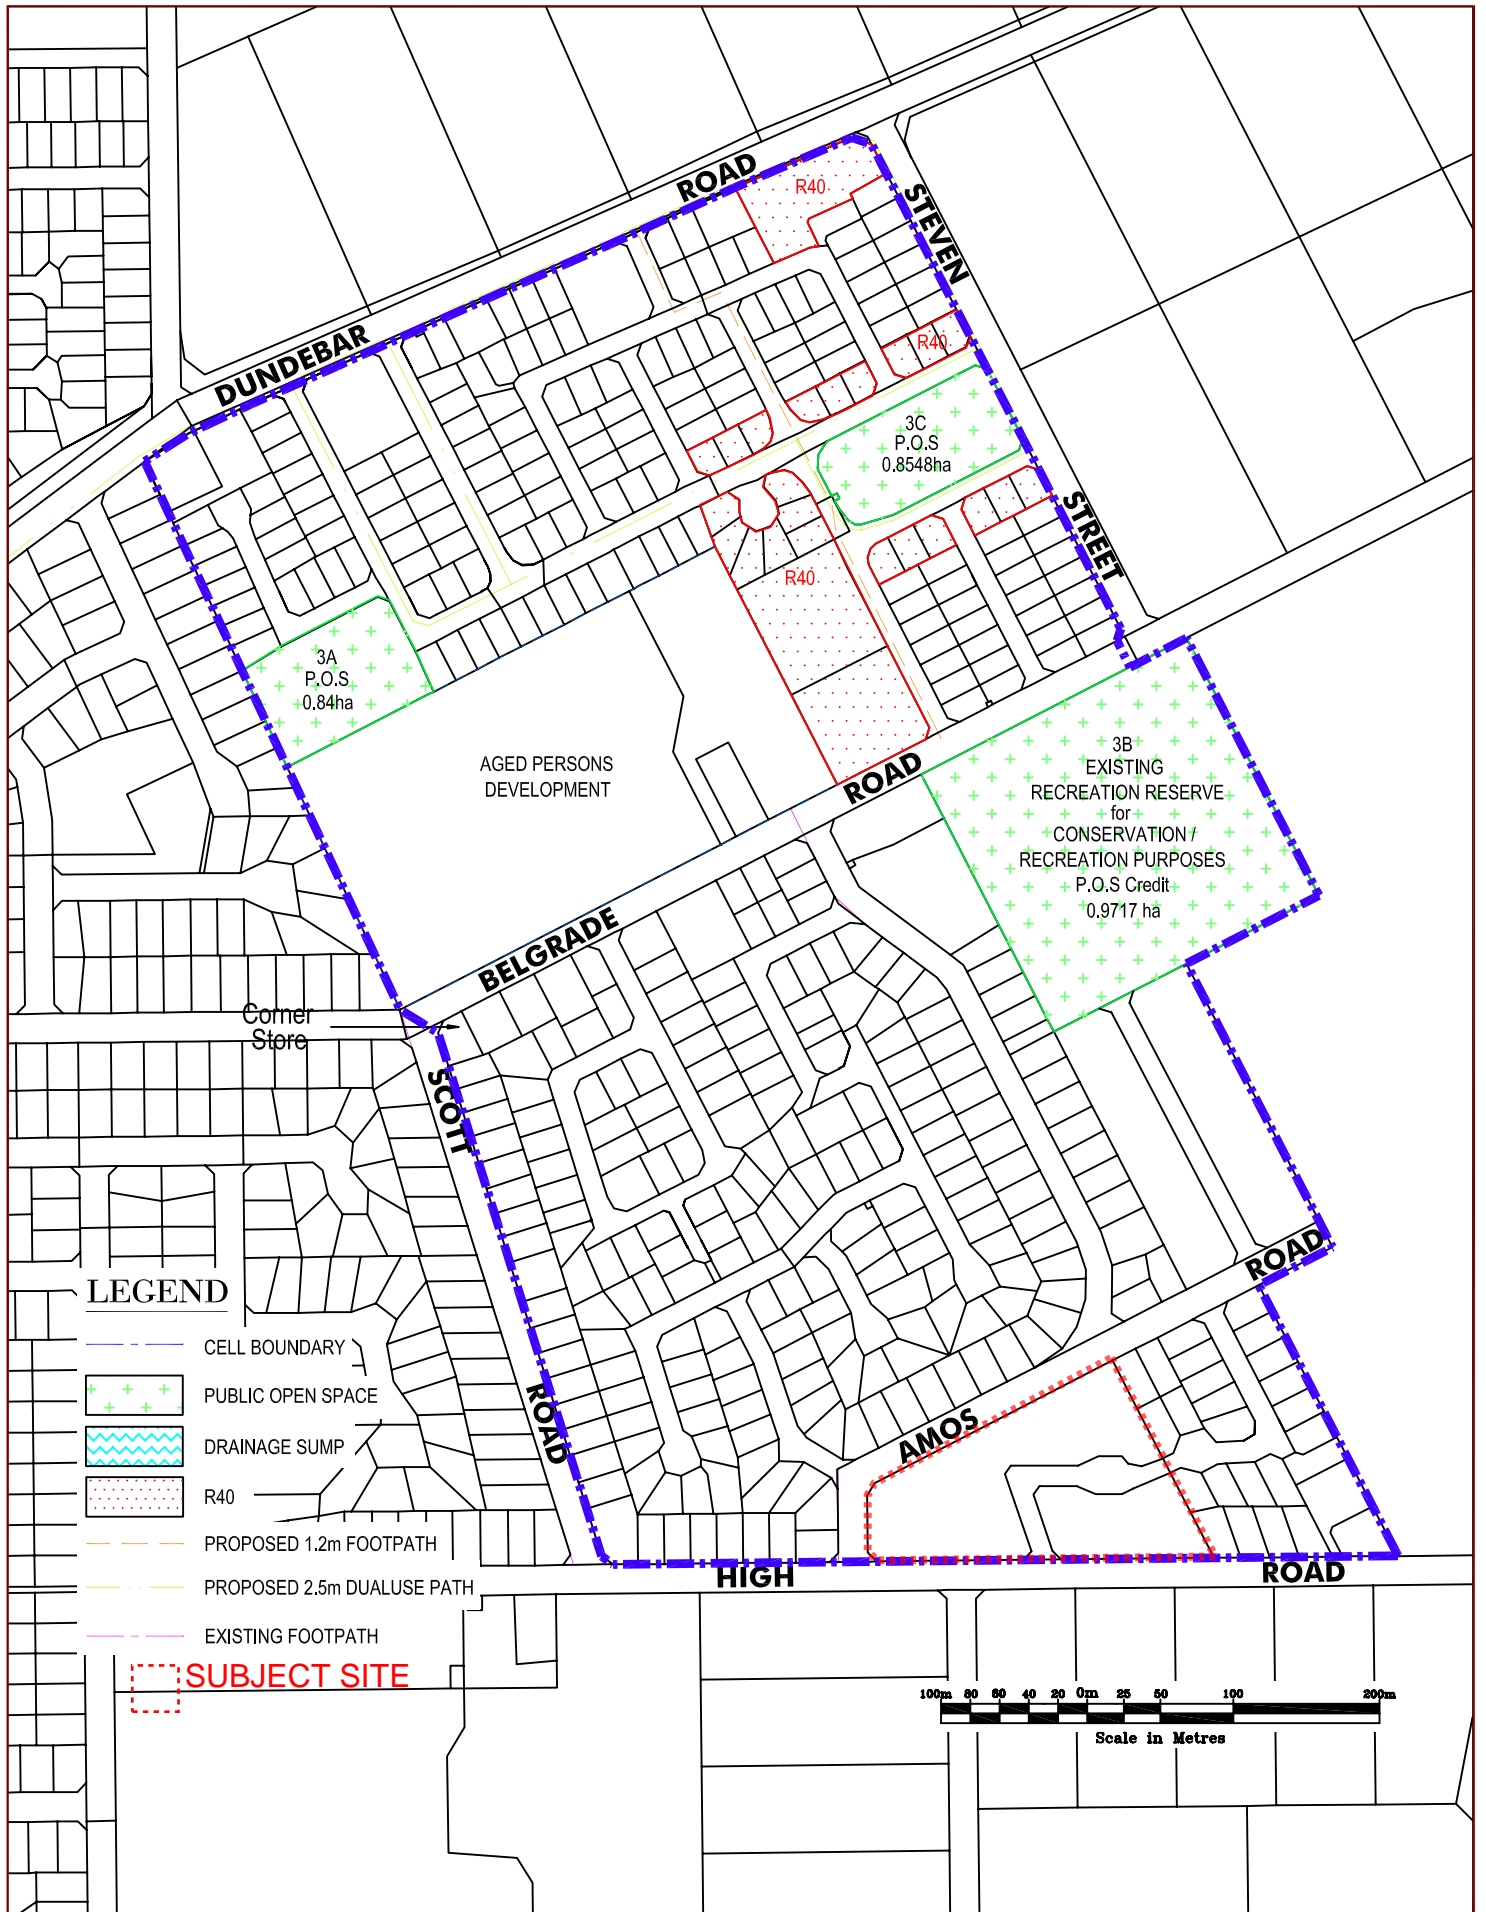 ROAD
DUNDEBAR
STEVEN
STREET
R40
R40
3C
P.O.S
0.8548ha
R40
3A
P.O.S
0.84ha
AGED PERSONS
DEVELOPMENT
ROAD
BELGRADE
3B
EXISTING
RECREATION RESERVE
for
CONSERVATION /
RECREATION PURPOSES
P.O.S Credit
0.9717 ha
Corner
Store
SCOTT
ROAD
ROAD
AMOS
HIGH
ROAD
LEGEND
CELL BOUNDARY
PUBLIC OPEN SPACE
DRAINAGE SUMP
R40
PROPOSED 1.2m FOOTPATH
PROPOSED 2.5m DUALUSE PATH
EXISTING FOOTPATH
SUBJECT SITE
100m 80 60 40 20 0m 25 50 100 200m
Scale in Metres